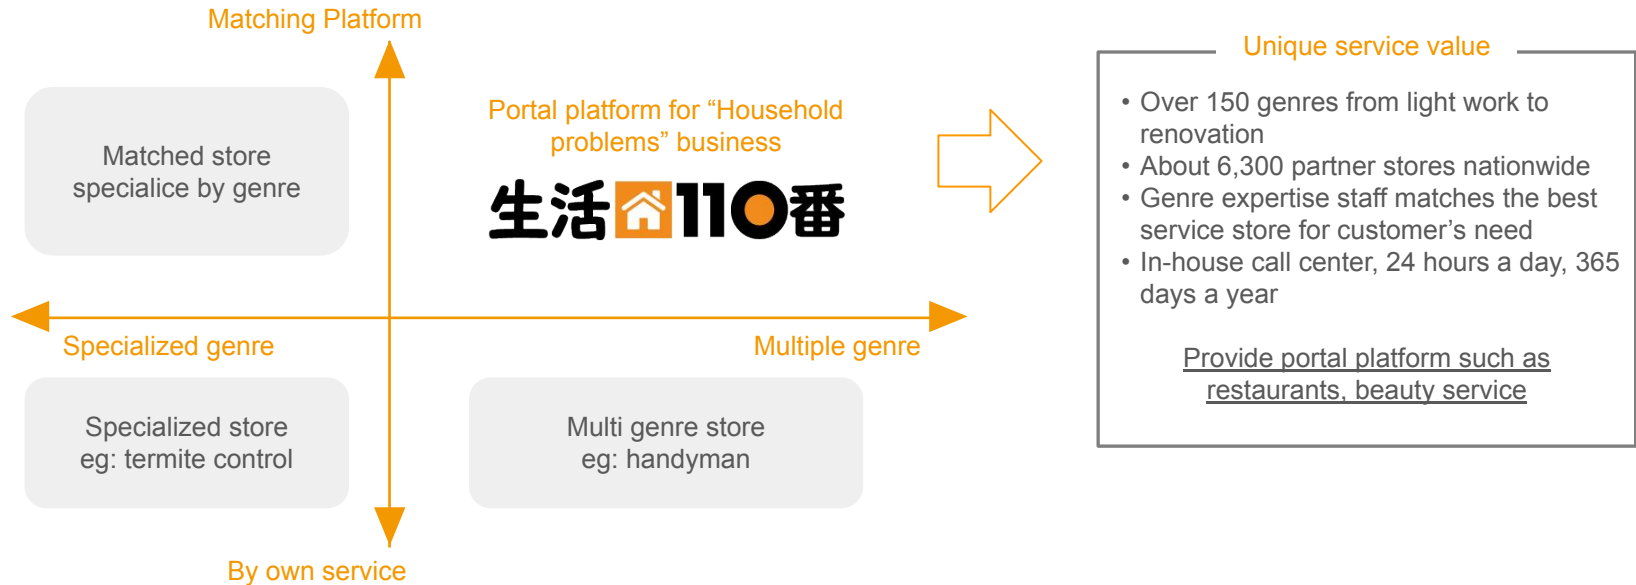 Matching Platform
Matched store
specialice by genre
Portal platform for “Household
problems” business
生活110番
Specialized genre
Multiple genre
Specialized store
eg: termite control
Multi genre store
eg: handyman
By own service
Unique service value
• Over 150 genres from light work to
renovation
• About 6,300 partner stores nationwide
• Genre expertise staff matches the best
service store for customer’s need
• In-house call center, 24 hours a day, 365
days a year
Provide portal platform such as
restaurants, beauty service